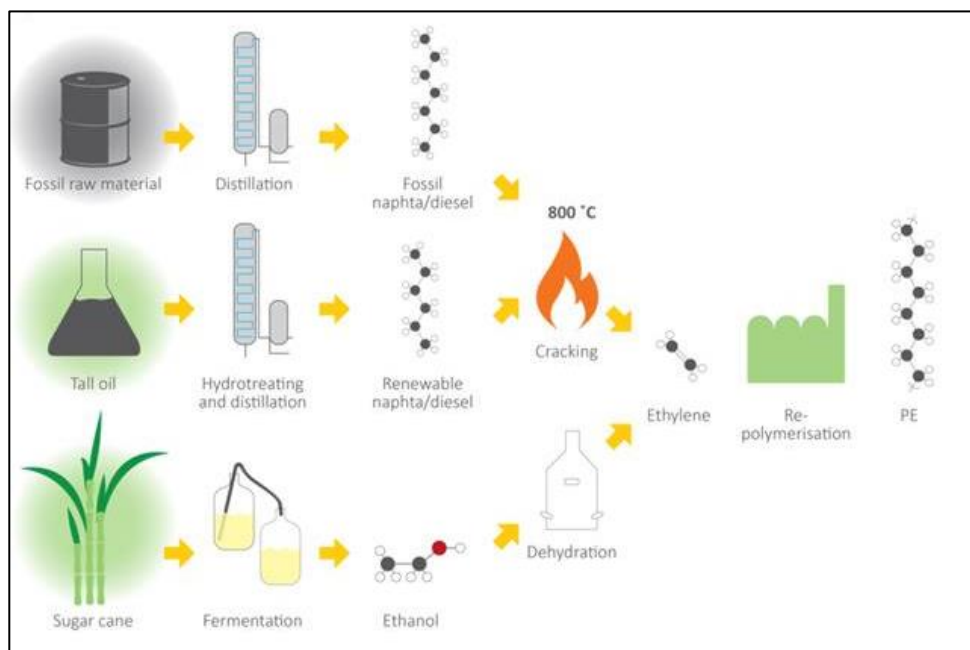 Fossil raw material
Distillation
Fossil
naphta/diesel
800 ˚C
Cracking
Tall oil
Hydrotreating
and distillation
Renewable
naphta/diesel
Ethylene
Re-
polymerisation
PE
Dehydration
Sugar cane
Fermentation
Ethanol